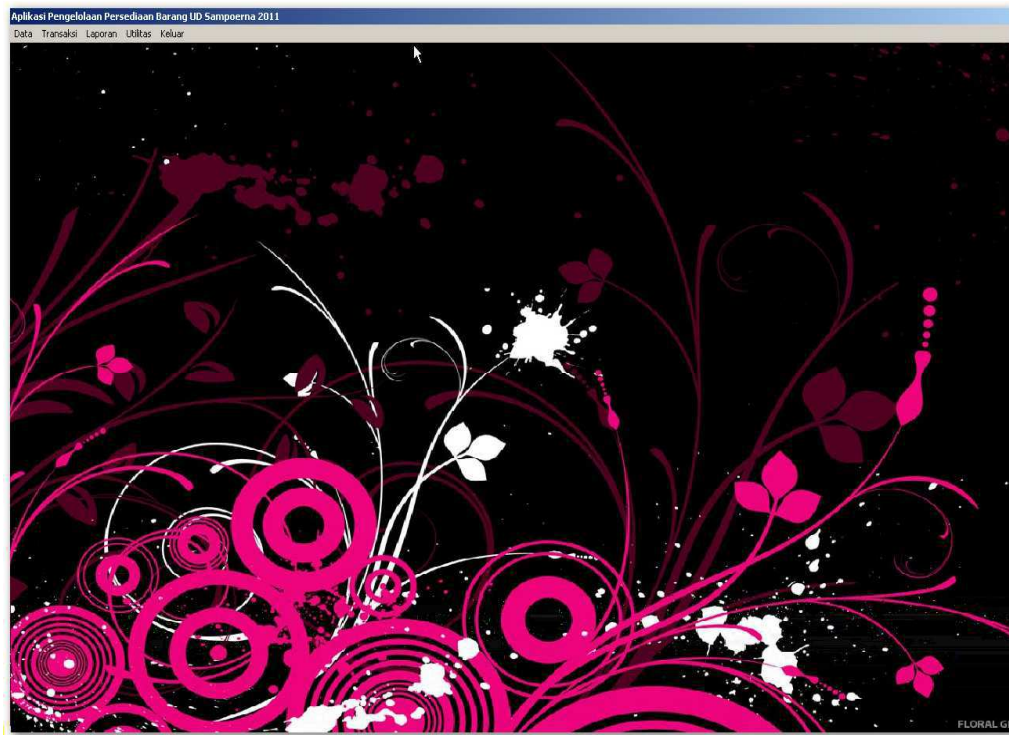 Aplikasi Pengelolaan Persediaan Barang UD Sampoerna 2011
Data Transaksi Laporan Utilitas Keluar
FLORAL